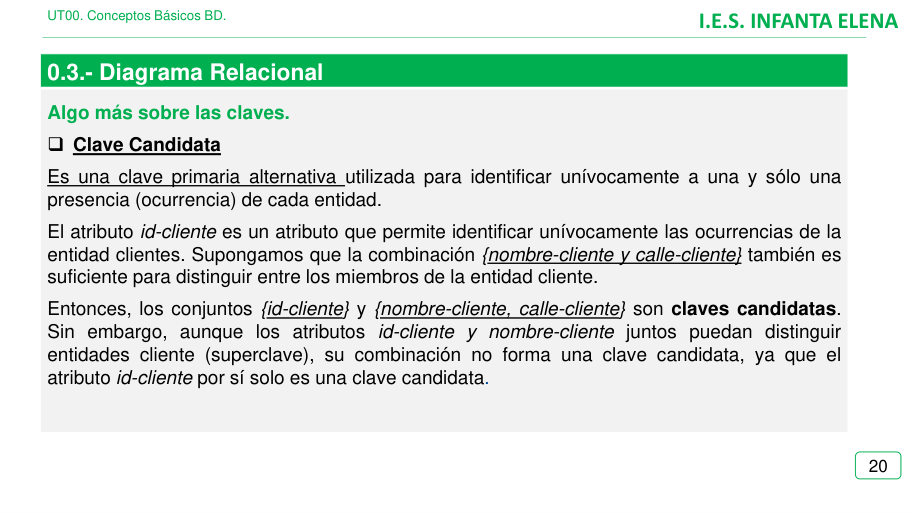 UT00. Conceptos Básicos BD.
I.E.S. INFANTA ELENA
0.3.- Diagrama Relacional
Algo más sobre las claves.
❑ Clave Candidata
Es una clave primaria alternativa utilizada para identificar unívocamente a una y sólo una
presencia (ocurrencia) de cada entidad.
El atributo id-cliente es un atributo que permite identificar unívocamente las ocurrencias de la
entidad clientes. Supongamos que la combinación {nombre-cliente y calle-cliente} también es
suficiente para distinguir entre los miembros de la entidad cliente.
Entonces, los conjuntos {id-cliente} y {nombre-cliente, calle-cliente} son claves candidatas.
Sin embargo, aunque los atributos id-cliente y nombre-cliente juntos puedan distinguir
entidades cliente (superclave), su combinación no forma una clave candidata, ya que el
atributo id-cliente por sí solo es una clave candidata.
20